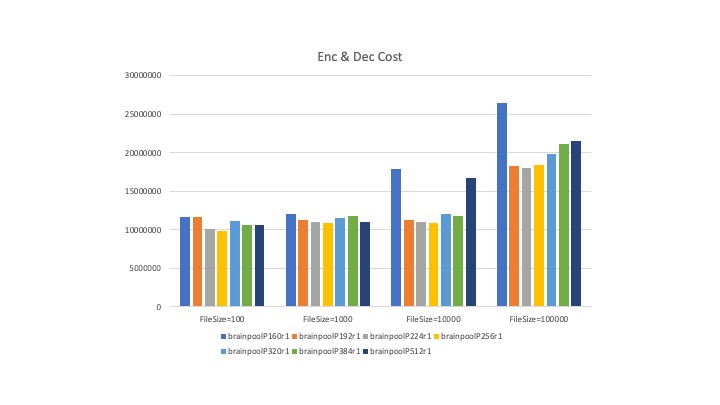 Enc & Dec Cost
30000000
25000000
20000000
15000000
10000000
5000000
0
FileSize=100 FileSize=1000 FileSize=10000 FileSize=100000
brainpoolP160r1 brainpoolP192r1 brainpoolP224r1 brainpoolP256r1
brainpoolP320r1 brainpoolP384r1 brainpoolP512r1